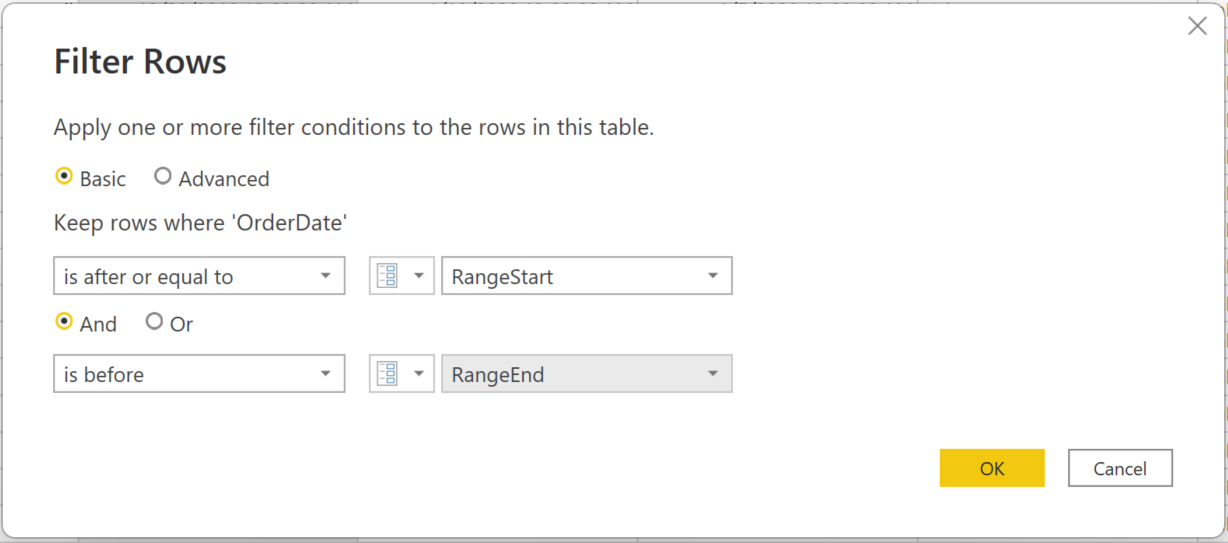 Filter Rows
Apply one or more filter conditions to the rows in this table.
Basic Advanced
Keep rows where 'OrderDate'
is after or equal to RangeStart
And Or
is before RangeEnd
OK Cancel